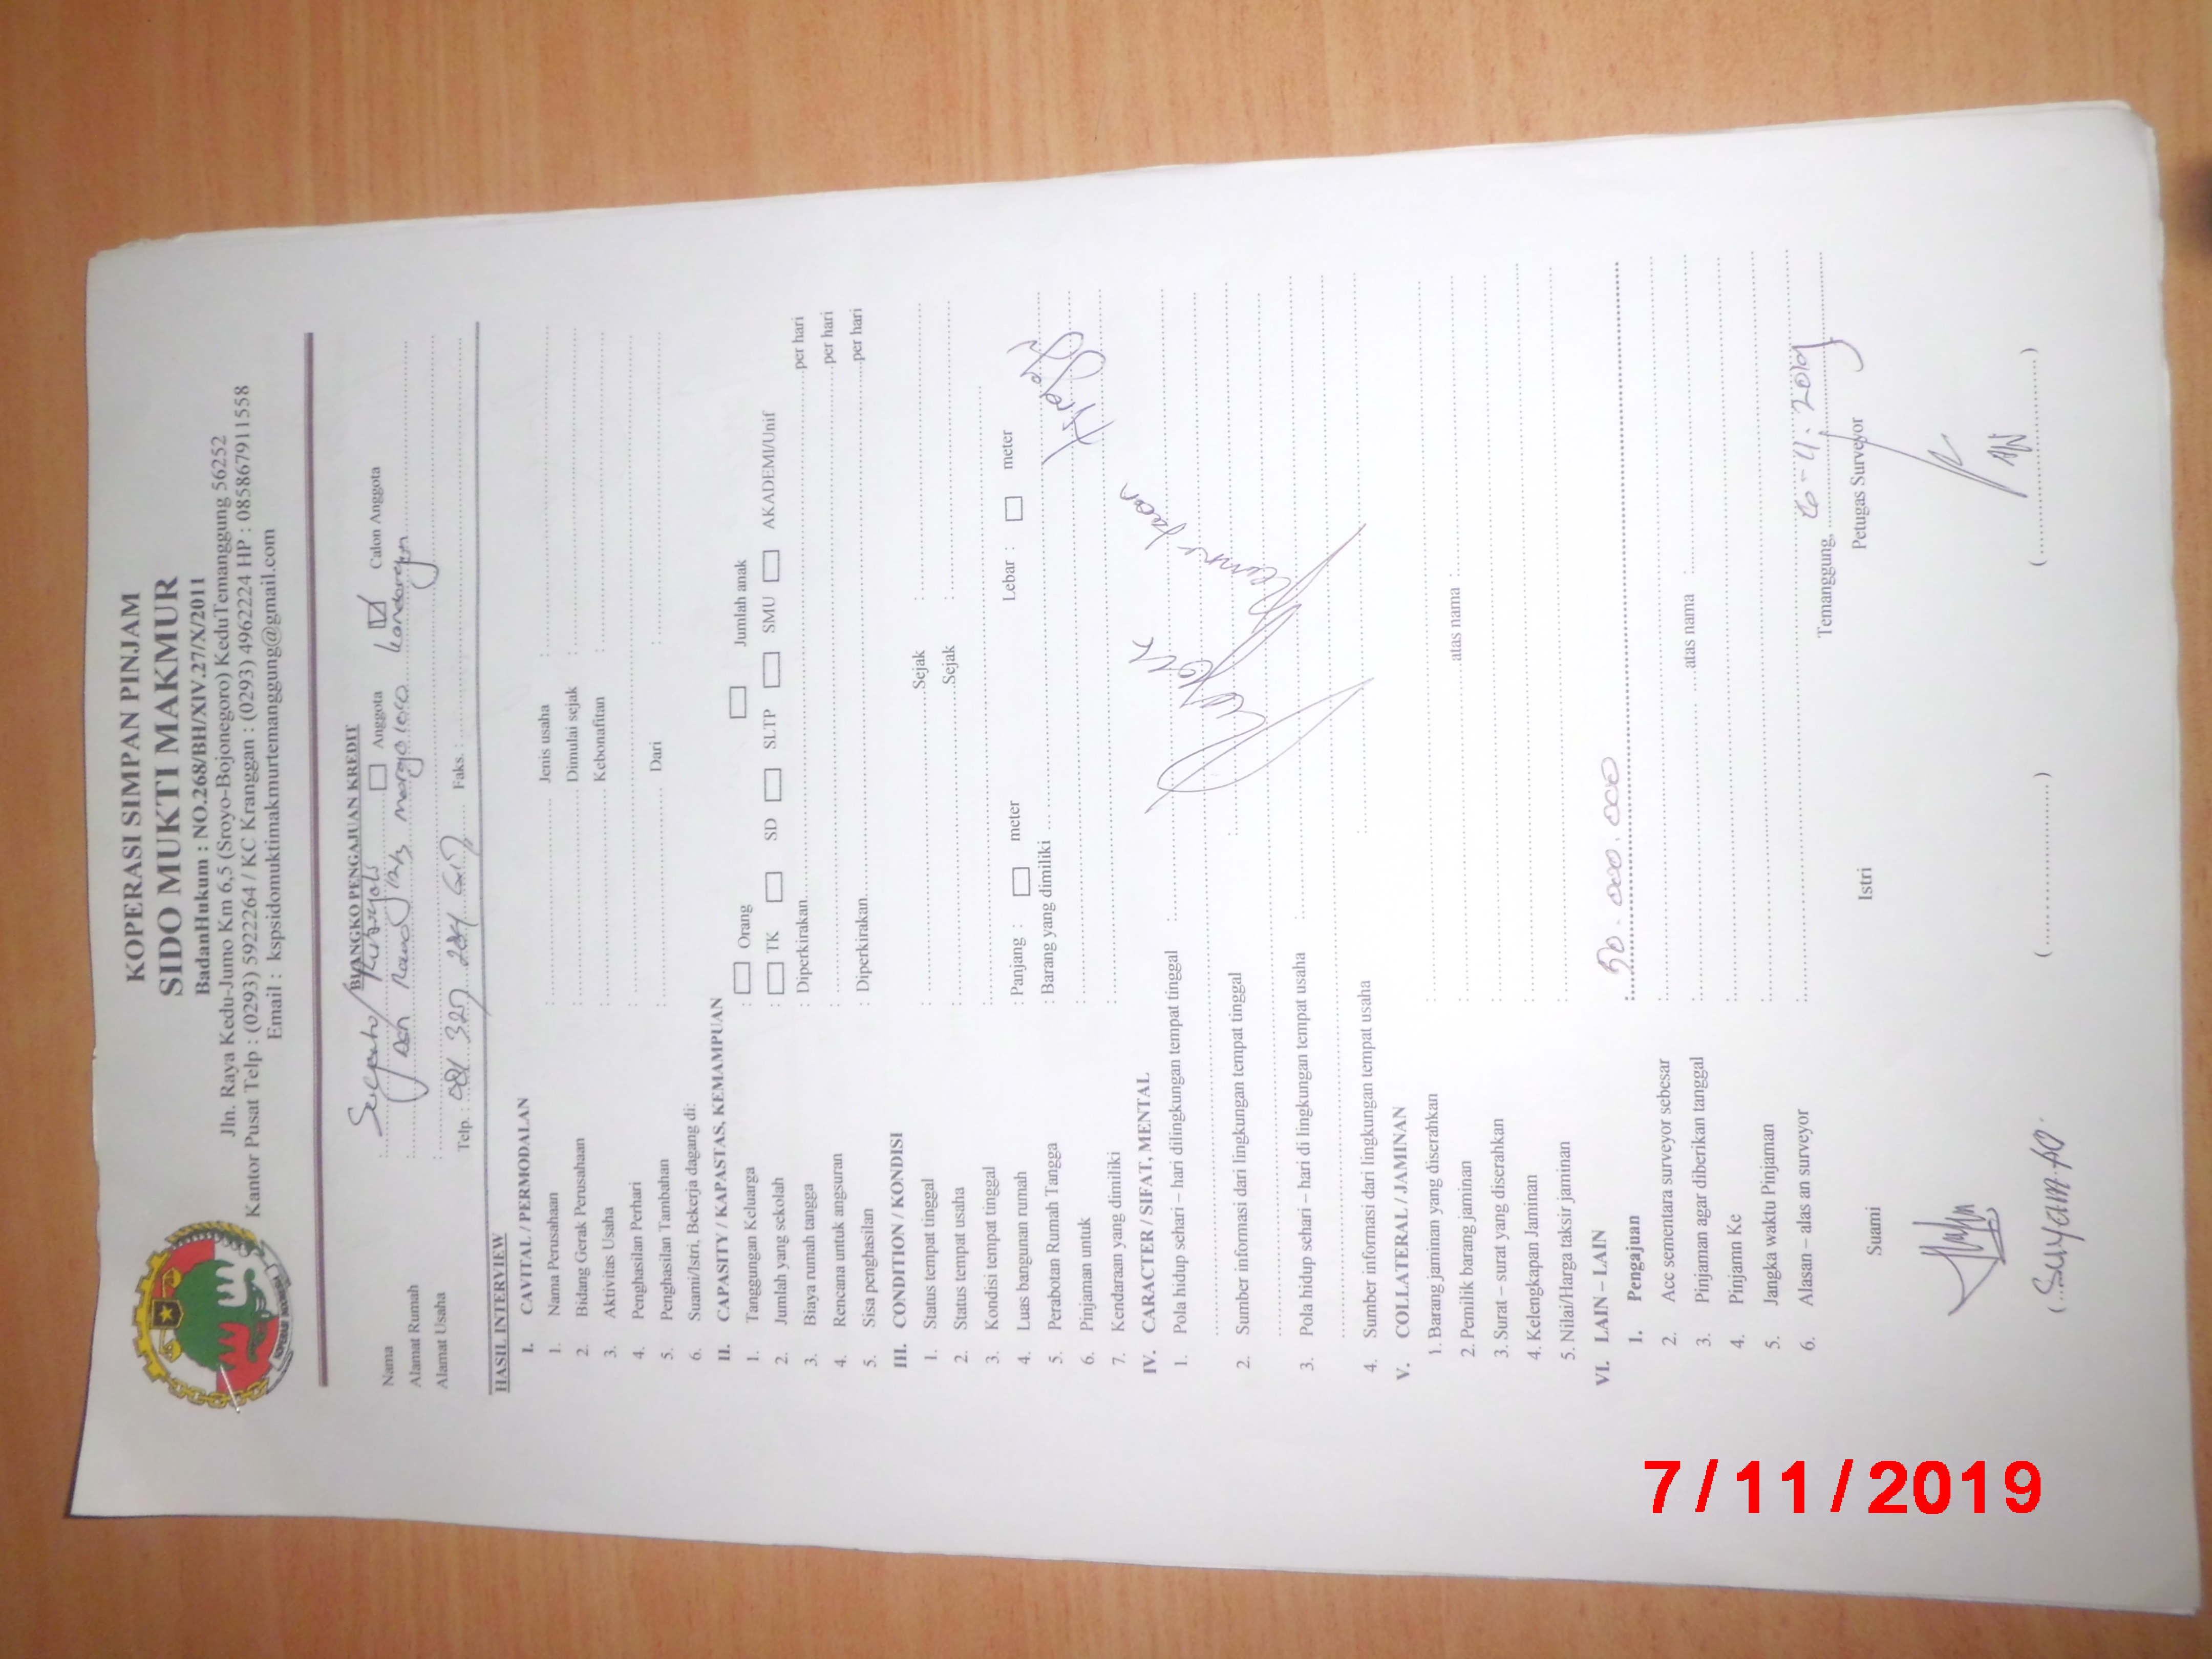 KOPERASI SIMPAN PINJAM
SIDO MUKTI MAKMUR
BadanHukum : NO.268/BH/XIV.27/X/2011
Jln. Raya Kedu-Jumo Km 6,5 (Sroyo-Bojonegoro) KeduTemanggung 56252
Kantor Pusat Telp : (0293) 5922264 / KC Kranggan : (0293) 4962224 HP : 085867911558
Email : kspsidomuktimakmurtemanggung@gmail.com
BLANGKO PENGAJUAN KREDIT
Nama : Anggota Calon Anggota
Alamat Rumah : kandangan
Alamat Usaha :
Telp. : Faks. :
HASIL INTERVIEW
I. CAVITAL / PERMODALAN
1. Nama Perusahaan : Jenis usaha :
2. Bidang Gerak Perusahaan : Dimulai sejak :
3. Aktivitas Usaha : Kebonafitan :
4. Penghasilan Perhari :
5. Penghasilan Tambahan : Dari :
6. Suami/Istri, Bekerja dagang di:
II. CAPASITY / KAPASTAS, KEMAMPUAN
1. Tanggungan Keluarga : Orang Jumlah anak
2. Jumlah yang sekolah : TK SD SLTP SMU AKADEMI/Unif
3. Biaya rumah tangga : Diperkirakan per hari
4. Rencana untuk angsuran : per hari
5. Sisa penghasilan : Diperkirakan per hari
III. CONDITION / KONDISI
1. Status tempat tinggal : Sejak :
2. Status tempat usaha : Sejak :
3. Kondisi tempat tinggal :
4. Luas bangunan rumah : Panjang : meter Lebar : meter
5. Perabotan Rumah Tangga : Barang yang dimiliki
6. Pinjaman untuk :
7. Kendaraan yang dimiliki :
IV. CARACTER / SIFAT, MENTAL
1. Pola hidup sehari – hari dilingkungan tempat tinggal :
2. Sumber informasi dari lingkungan tempat tinggal :
3. Pola hidup sehari – hari di lingkungan tempat usaha :
4. Sumber informasi dari lingkungan tempat usaha :
V. COLLATERAL / JAMINAN
1. Barang jaminan yang diserahkan :
2. Pemilik barang jaminan : atas nama :
3. Surat – surat yang diserahkan :
4. Kelengkapan Jaminan :
5. Nilai/Harga taksir jaminan :
VI. LAIN – LAIN
1. Pengajuan : 50.000.000
2. Acc sementara surveyor sebesar :
3. Pinjaman agar diberikan tanggal : atas nama :
4. Pinjamn Ke :
5. Jangka waktu Pinjaman :
6. Alasan – alas an surveyor :
Temanggung, 6-11-2019
Suami Istri Petugas Surveyor
7/11/2019